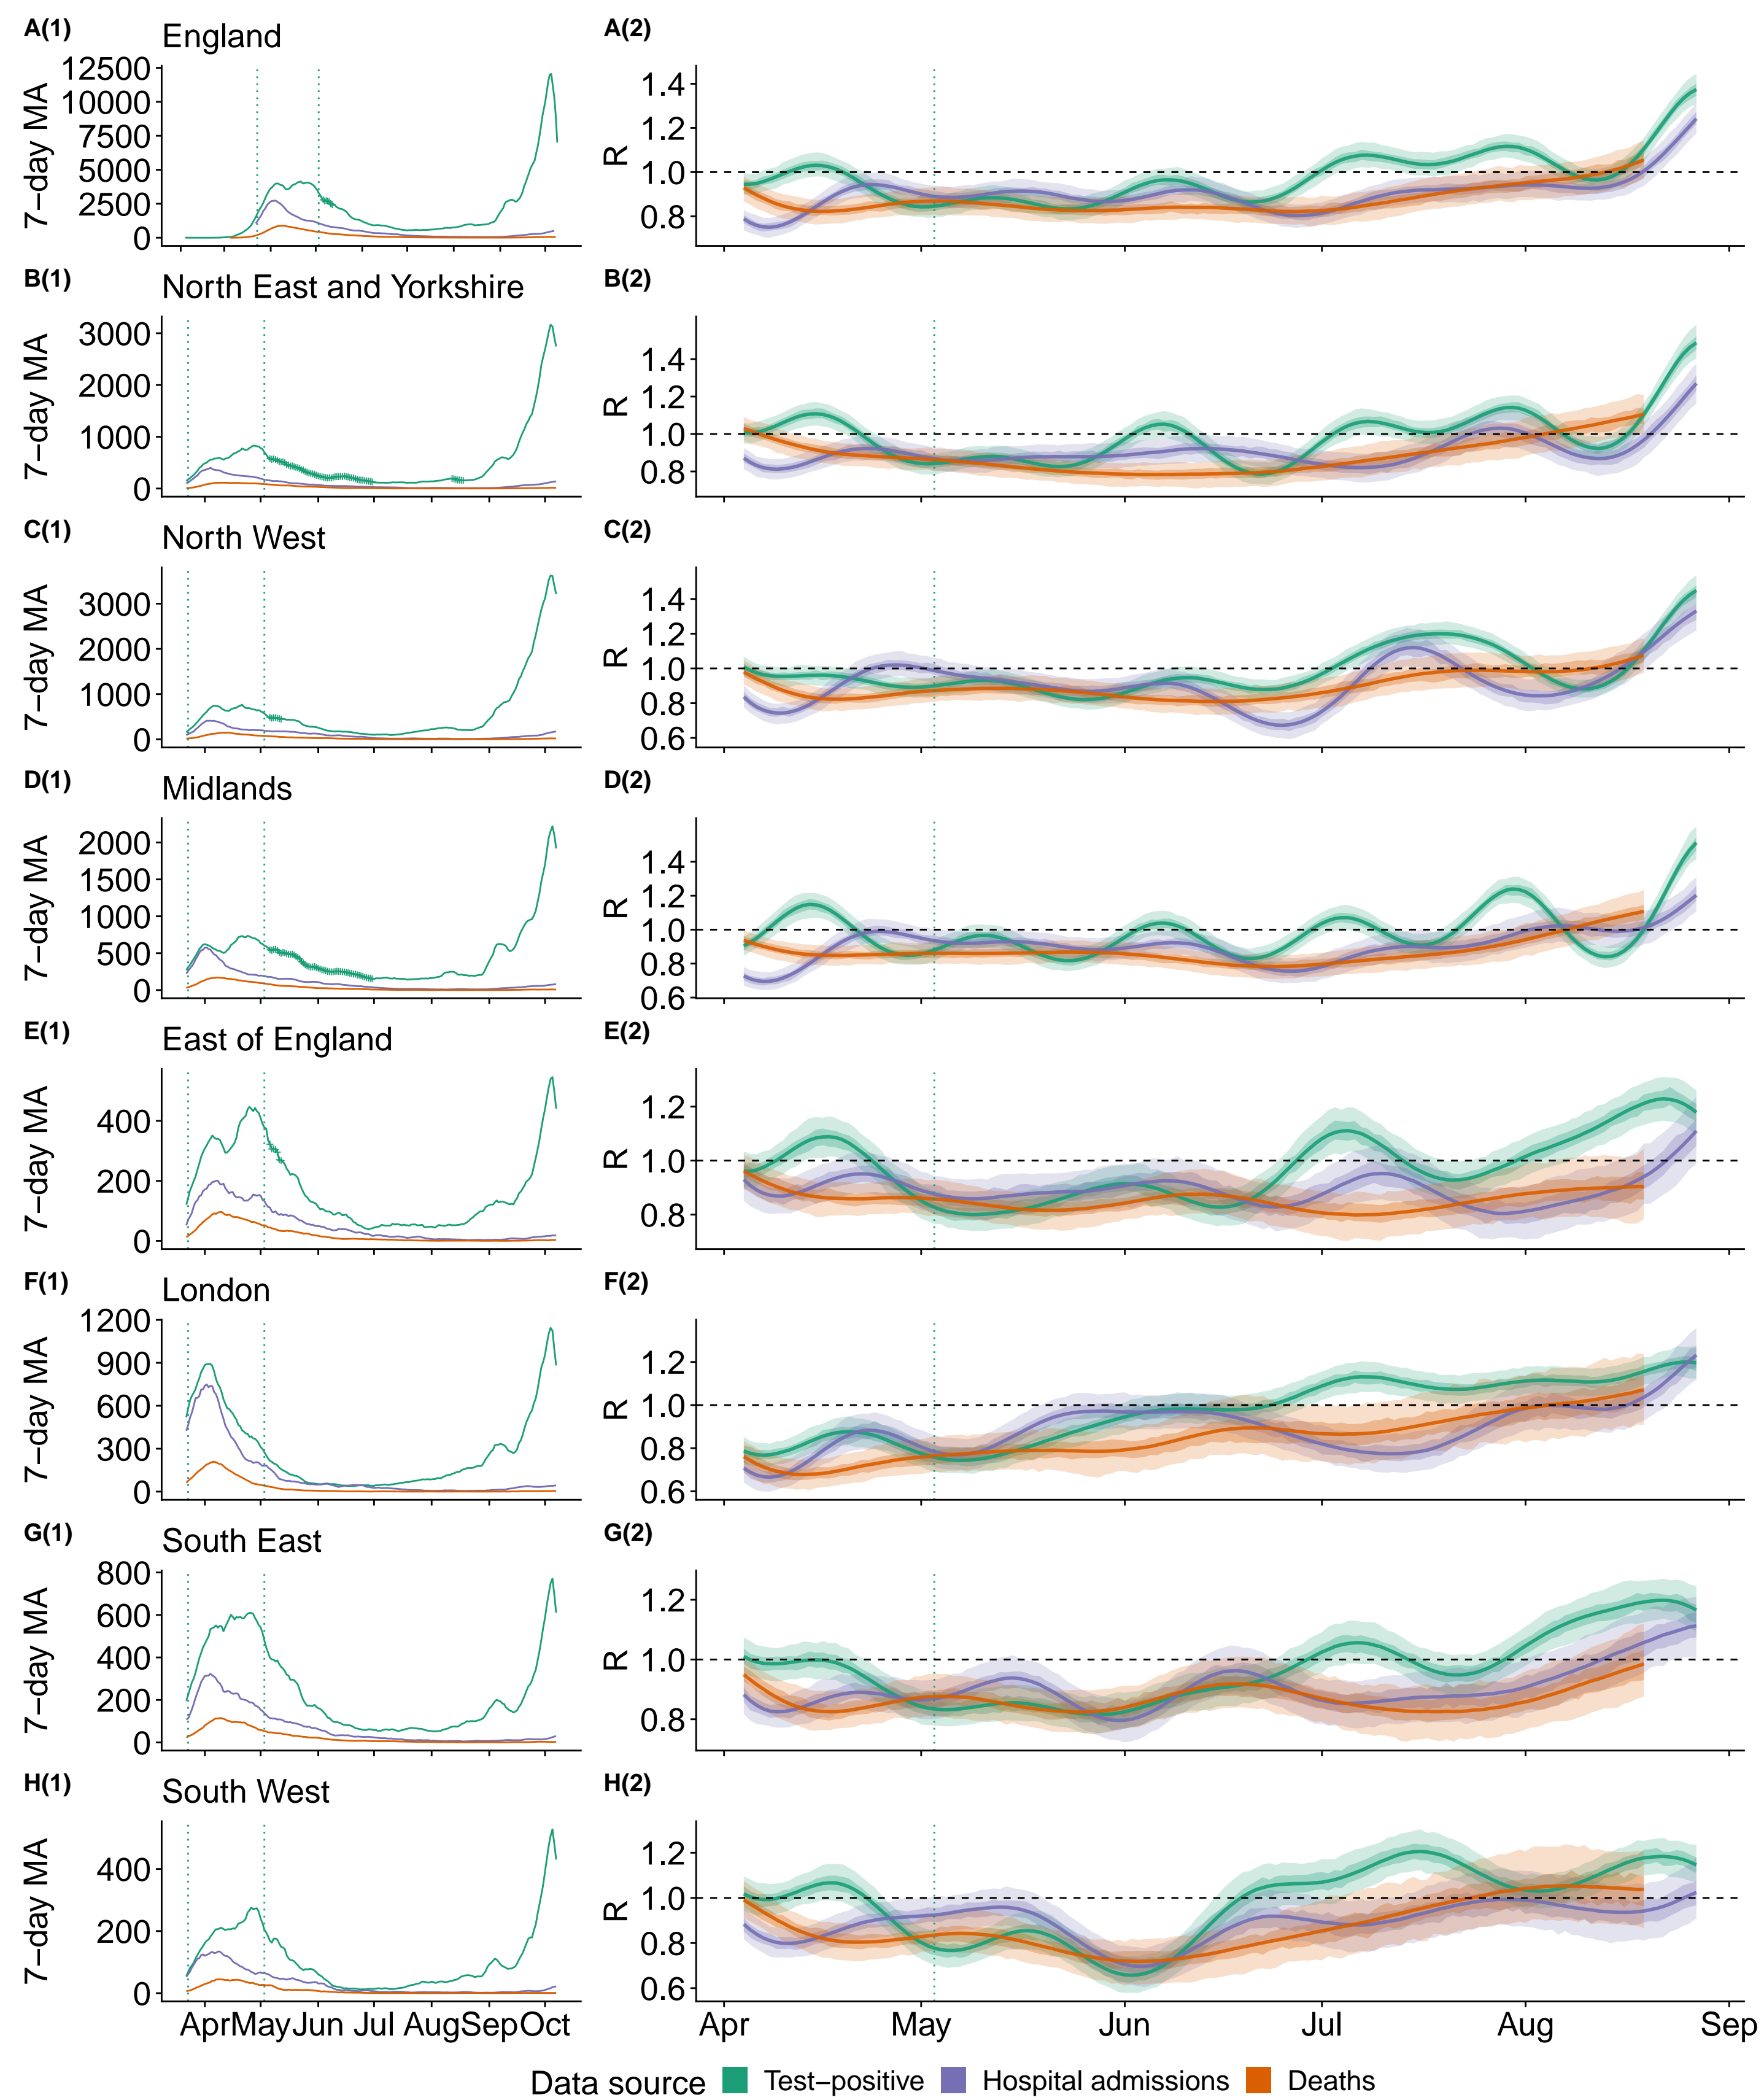 A(1) England A(2)
7-day MA
12500
10000
7500
5000
2500
0
R
1.4
1.2
1.0
0.8
B(1) North East and Yorkshire B(2)
7-day MA
3000
2000
1000
0
R
1.4
1.2
1.0
0.8
C(1) North West C(2)
7-day MA
3000
2000
1000
0
R
1.4
1.2
1.0
0.8
0.6
D(1) Midlands D(2)
7-day MA
2000
1500
1000
500
0
R
1.4
1.2
1.0
0.8
0.6
E(1) East of England E(2)
7-day MA
400
200
0
R
1.2
1.0
0.8
F(1) London F(2)
7-day MA
1200
900
600
300
0
R
1.2
1.0
0.8
0.6
G(1) South East G(2)
7-day MA
800
600
400
200
0
R
1.2
1.0
0.8
H(1) South West H(2)
7-day MA
400
200
0
R
1.2
1.0
0.8
0.6
Apr May Jun Jul Aug Sep Oct
Apr May Jun Jul Aug Sep
Data source Test-positive Hospital admissions Deaths